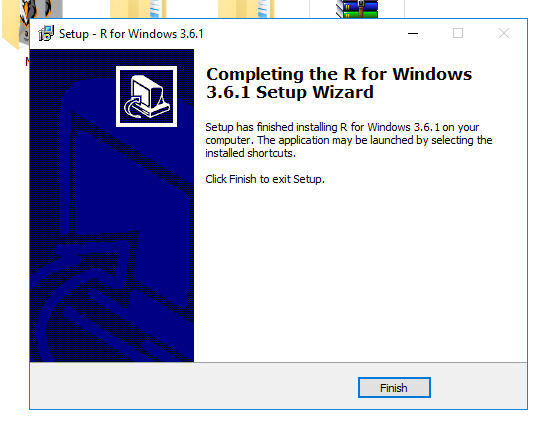 Setup - R for Windows 3.6.1
Completing the R for Windows
3.6.1 Setup Wizard
Setup has finished installing R for Windows 3.6.1 on your
computer. The application may be launched by selecting the
installed shortcuts.
Click Finish to exit Setup.
Finish